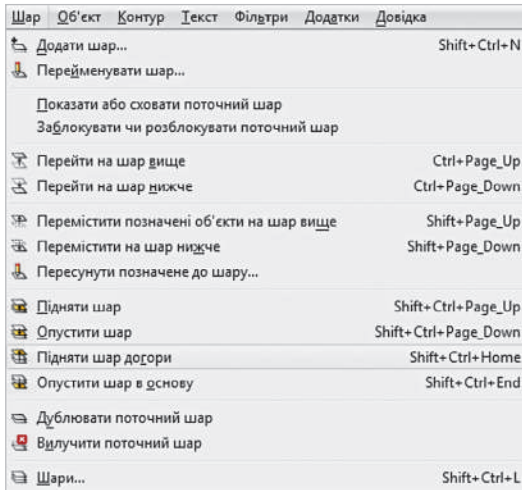 Шар Об'єкт Контур Текст Фільтри Додатки Довідка
Додати шар... Shift+Ctrl+N
Перейменувати шар...
Показати або сховати поточний шар
Заблокувати чи розблокувати поточний шар
Перейти на шар вище Ctrl+Page_Up
Перейти на шар нижче Ctrl+Page_Down
Перемістити позначені об'єкти на шар вище Shift+Page_Up
Перемістити на шар нижче Shift+Page_Down
Пересунути позначене до шару...
Підняти шар Shift+Ctrl+Page_Up
Опустити шар Shift+Ctrl+Page_Down
Підняти шар догори Shift+Ctrl+Home
Опустити шар в основу Shift+Ctrl+End
Дублювати поточний шар
Вилучити поточний шар
Шари... Shift+Ctrl+L